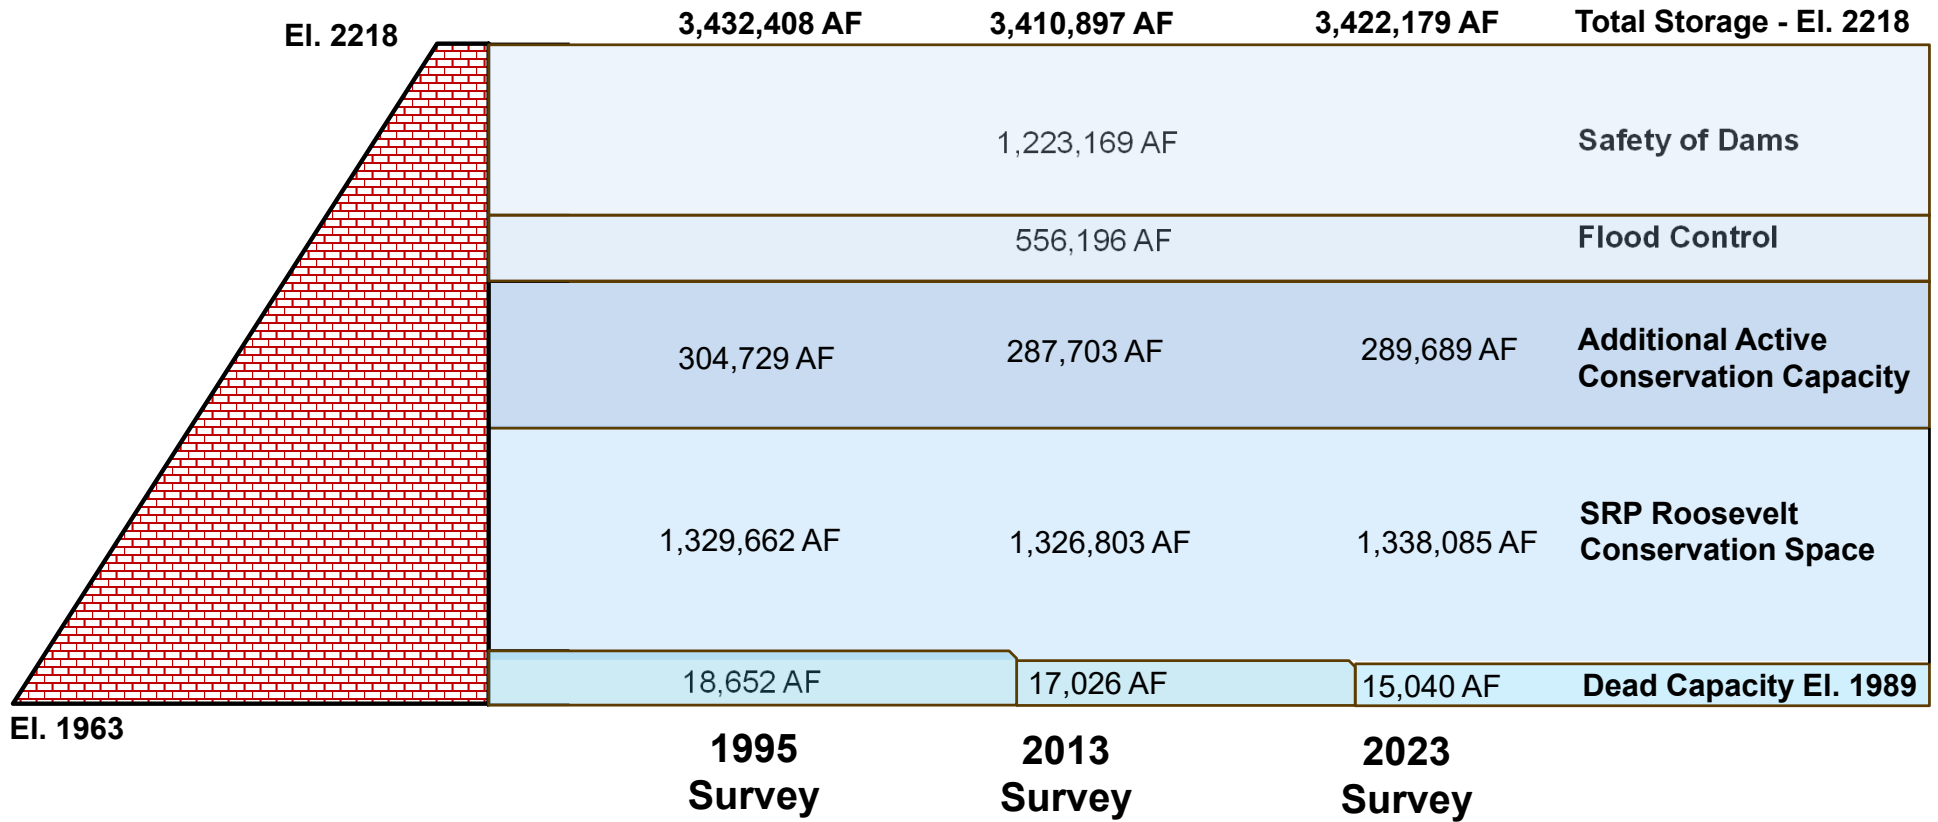 3,432,408 AF 3,410,897 AF 3,422,179 AF Total Storage - El. 2218
El. 2218
1,223,169 AF Safety of Dams
556,196 AF Flood Control
304,729 AF 287,703 AF 289,689 AF Additional Active
Conservation Capacity
1,329,662 AF 1,326,803 AF 1,338,085 AF SRP Roosevelt
Conservation Space
18,652 AF 17,026 AF 15,040 AF Dead Capacity El. 1989
El. 1963
1995 2013 2023
Survey Survey Survey